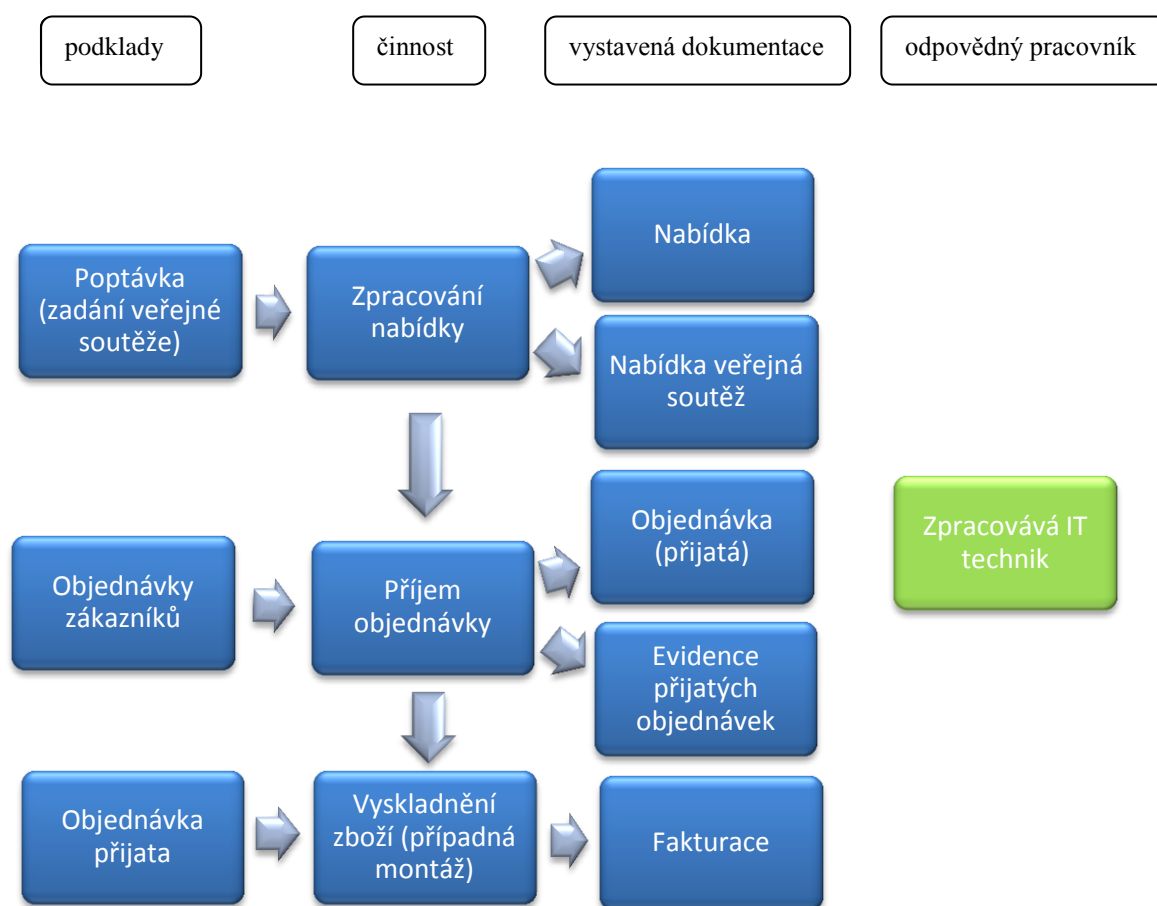 podklady
činnost
vystavená dokumentace
odpovědný pracovník
Poptávka
(zadání veřejné
soutěže)
Zpracování
nabídky
Nabídka
Nabídka veřejná
soutěž
Objednávky
zákazníků
Příjem
objednávky
Objednávka
(přijatá)
Evidence
přijatých
objednávek
Zpracovává IT
technik
Objednávka
přijata
Vyskladnění
zboží (případná
montáž)
Fakturace